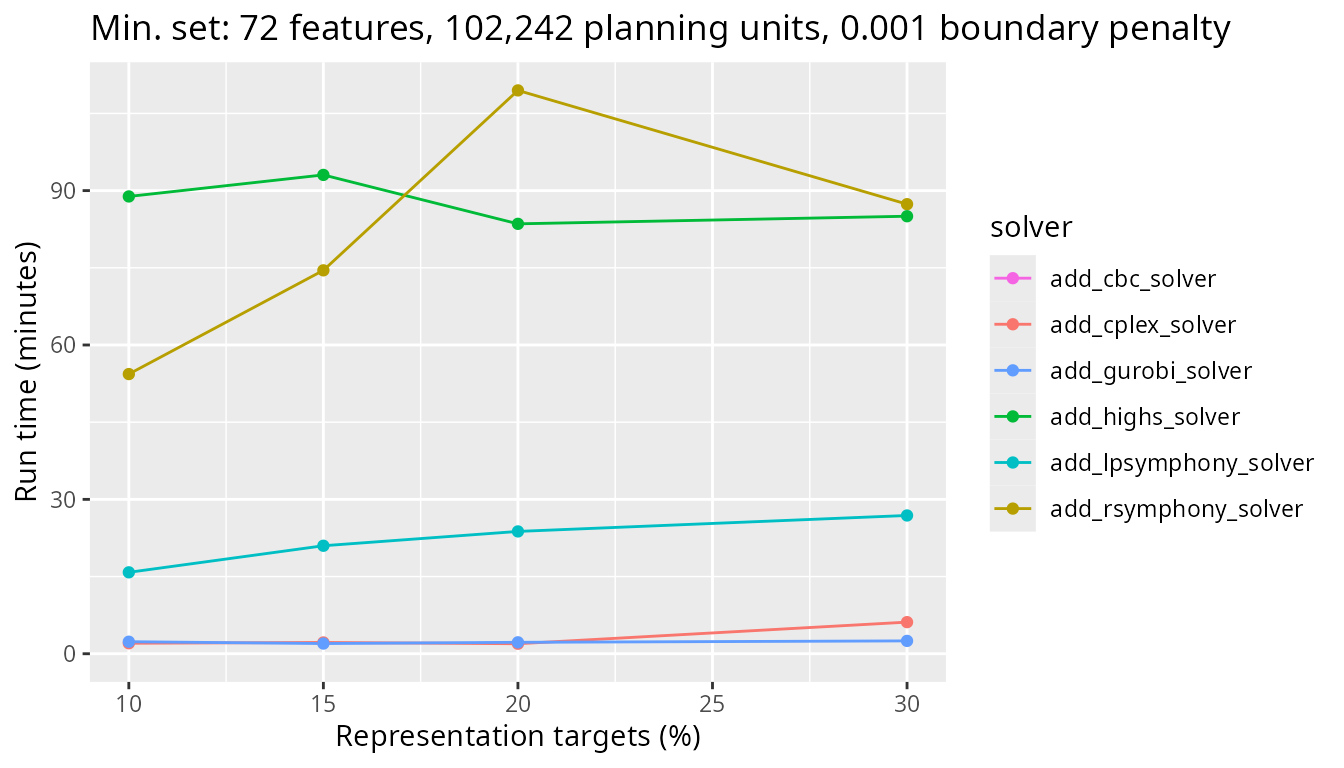 Min. set: 72 features, 102,242 planning units, 0.001 boundary penalty
Run time (minutes)
90
60
30
0
10 15 20 25 30
Representation targets (%)
solver
add_cbc_solver
add_cplex_solver
add_gurobi_solver
add_highs_solver
add_lpsymphony_solver
add_rsymphony_solver